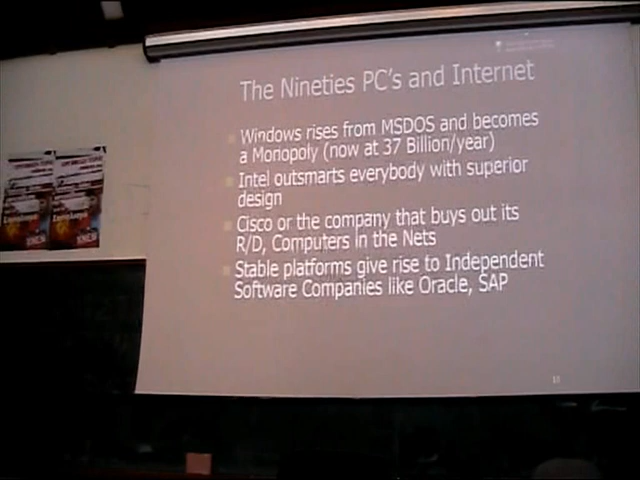 The Nineties PC's and Internet
Windows rises from MSDOS and becomes
a Monopoly (now at 37 Billion/year)
Intel outsmarts everybody with superior
design
Cisco or the company that buys out its
R/D, Computers in the Nets
Stable platforms give rise to Independent
Software Companies like Oracle, SAP